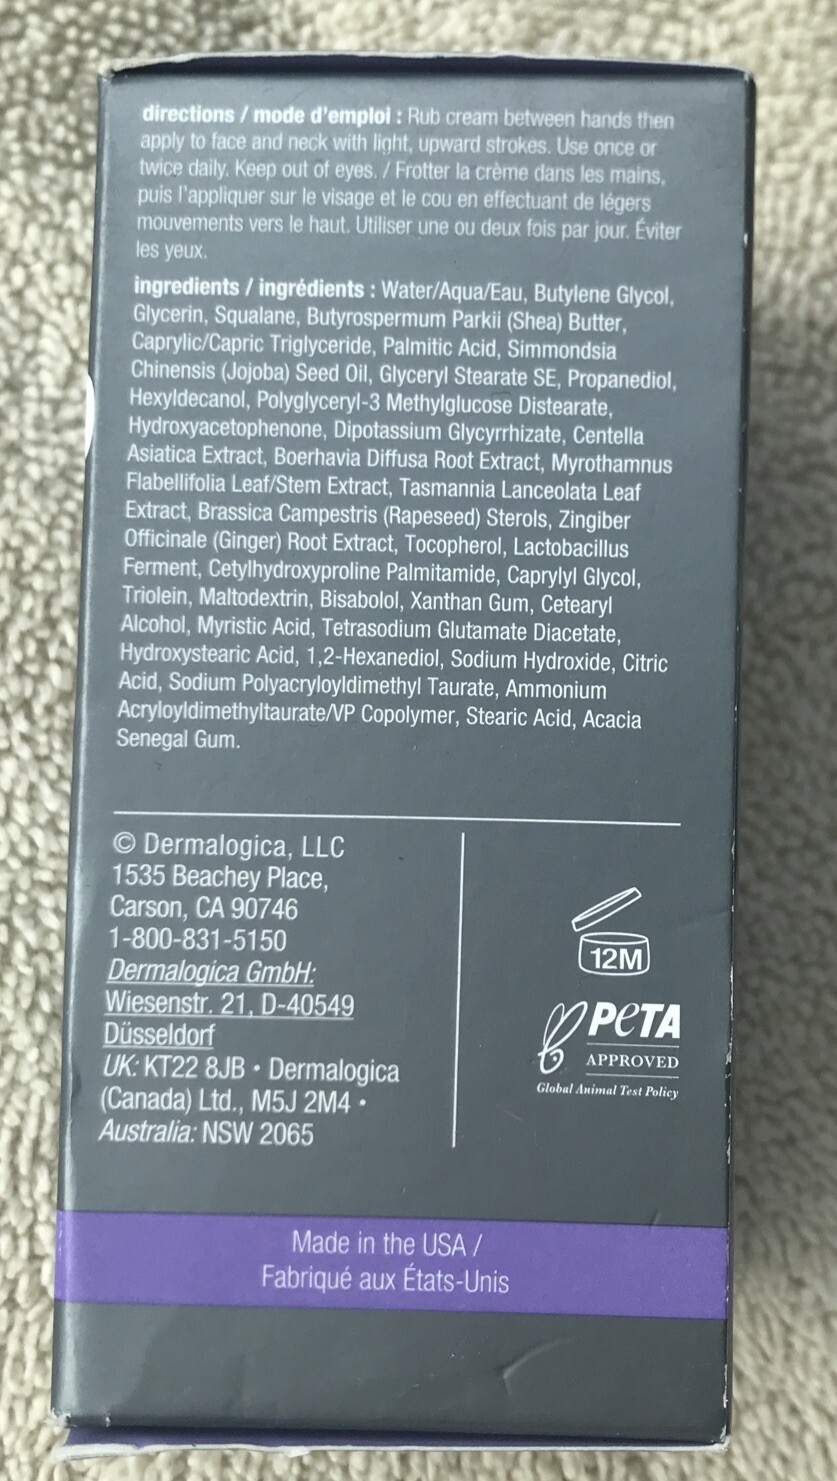 directions / mode d'emploi : Rub cream between hands then
apply to face and neck with light, upward strokes. Use once or
twice daily. Keep out of eyes. / Frotter la crème dans les mains,
puis l'appliquer sur le visage et le cou en effectuant de légers
mouvements vers le haut. Utiliser une ou deux fois par jour. Éviter
les yeux.
ingredients / ingrédients : Water/Aqua/Eau, Butylene Glycol,
Glycerin, Squalane, Butyrospermum Parkii (Shea) Butter,
Caprylic/Capric Triglyceride, Palmitic Acid, Simmondsia
Chinensis (Jojoba) Seed Oil, Glyceryl Stearate SE, Propanediol,
Hexyldecanol, Polyglyceryl-3 Methylglucose Distearate,
Hydroxyacetophenone, Dipotassium Glycyrrhizate, Centella
Asiatica Extract, Boerhavia Diffusa Root Extract, Myrothamnus
Flabellifolia Leaf/Stem Extract, Tasmannia Lanceolata Leaf
Extract, Brassica Campestris (Rapeseed) Sterols, Zingiber
Officinale (Ginger) Root Extract, Tocopherol, Lactobacillus
Ferment, Cetylhydroxyproline Palmitamide, Caprylyl Glycol,
Triolein, Maltodextrin, Bisabolol, Xanthan Gum, Cetearyl
Alcohol, Myristic Acid, Tetrasodium Glutamate Diacetate,
Hydroxystearic Acid, 1,2-Hexanediol, Sodium Hydroxide, Citric
Acid, Sodium Polyacryloyldimethyl Taurate, Ammonium
Acryloyldimethyltaurate/VP Copolymer, Stearic Acid, Acacia
Senegal Gum.
© Dermalogica, LLC
1535 Beachey Place,
Carson, CA 90746
1-800-831-5150
Dermalogica GmbH:
Wiesenstr. 21, D-40549
Düsseldorf
UK: KT22 8JB • Dermalogica
(Canada) Ltd., M5J 2M4 •
Australia: NSW 2065
12M
PeTA
APPROVED
Global Animal Test Policy
Made in the USA /
Fabriqué aux États-Unis